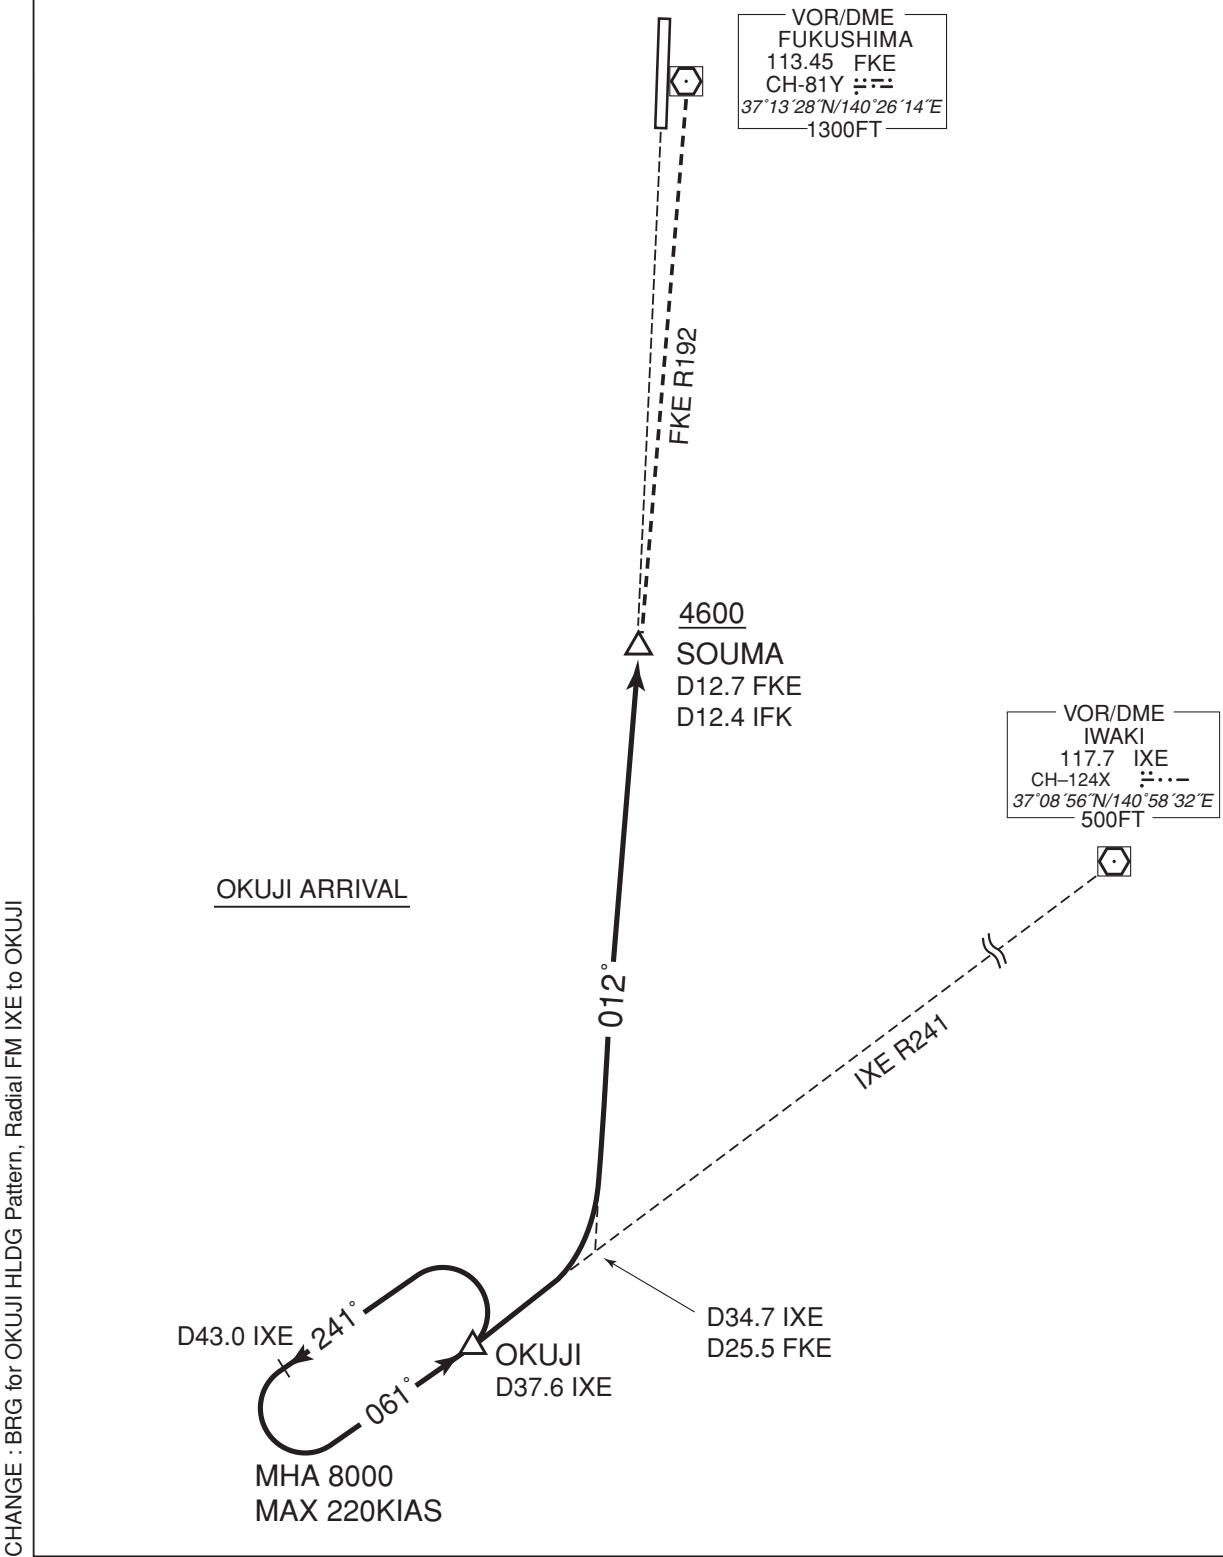 VOR/DME
FUKUSHIMA
113.45 FKE
CH-81Y
37°13´28˝N/140°26´14˝E
1300FT
FKE R192
4600
SOUMA
D12.7 FKE
D12.4 IFK
VOR/DME
IWAKI
117.7 IXE
CH–124X
37°08´56˝N/140°58´32˝E
500FT
OKUJI ARRIVAL
012°
IXE R241
D34.7 IXE
D25.5 FKE
D43.0 IXE
241°
OKUJI
D37.6 IXE
061°
MHA 8000
MAX 220KIAS
CHANGE : BRG for OKUJI HLDG Pattern, Radial FM IXE to OKUJI